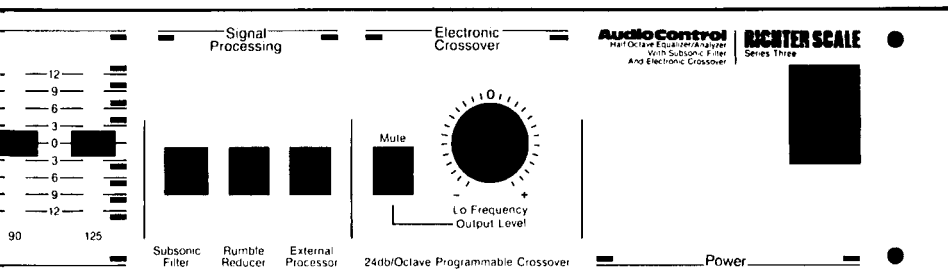 Signal
Processing
Electronic
Crossover
AudioControl
Half Octave Equalizer/Analyzer
With Subsonic Filter
And Electronic Crossover
RICHTER SCALE
Series Three
12
9
6
3
0
3
6
9
12
90 125
Subsonic
Filter
Rumble
Reducer
External
Processor
Mute
0
- +
Lo Frequency
Output Level
24db/Octave Programmable Crossover
Power